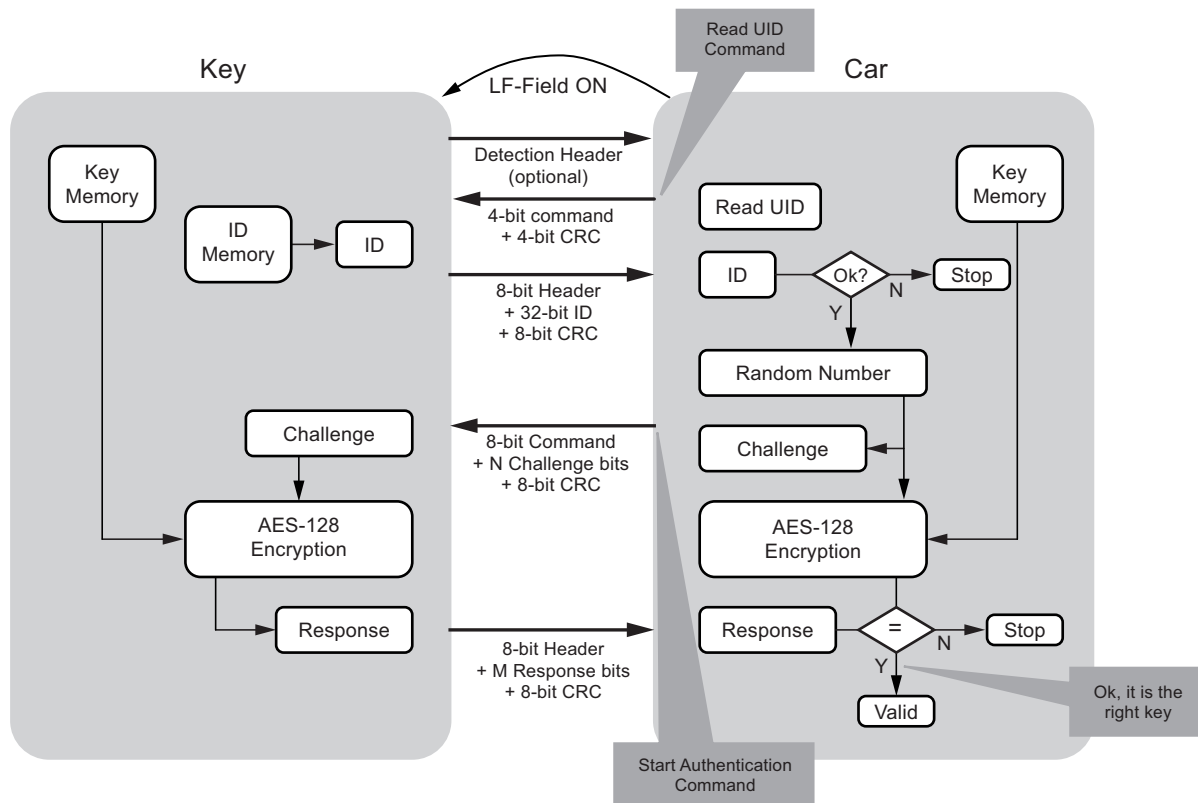 Read UID
Command
Key
Car
LF-Field ON
Detection Header
(optional)
Key
Memory
Key
Memory
4-bit command
+ 4-bit CRC
Read UID
ID
Memory
ID
ID
Ok?
N
Stop
Y
8-bit Header
+ 32-bit ID
+ 8-bit CRC
Random Number
Challenge
8-bit Command
+ N Challenge bits
+ 8-bit CRC
Challenge
AES-128
Encryption
AES-128
Encryption
Response
8-bit Header
+ M Response bits
+ 8-bit CRC
Response
=
N
Stop
Y
Valid
Ok, it is the
right key
Start Authentication
Command